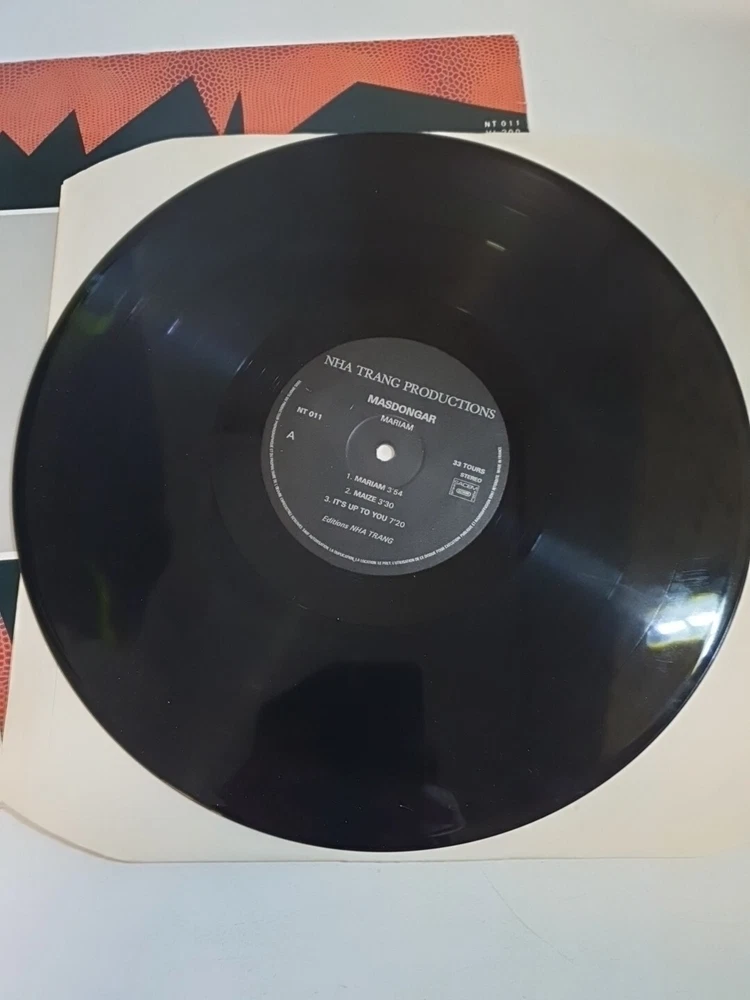 NT 011
NHA TRANG PRODUCTIONS
MASDONGAR
MARIAM
NT 011
A
33 TOURS
STEREO
SACEM
1. MARIAM 3'54
2. MAIZE 3'30
3. IT'S UP TO YOU 7'20
Editions NHA TRANG